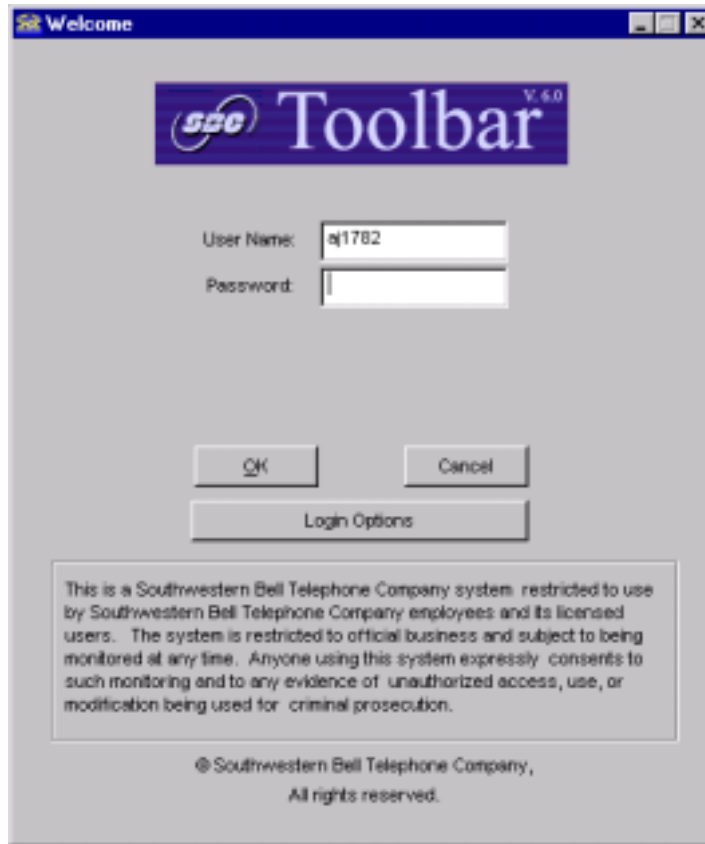 Welcome
SBC Toolbar V. 6.0
User Name: aj1782
Password:
OK Cancel
Login Options
This is a Southwestern Bell Telephone Company system restricted to use
by Southwestern Bell Telephone Company employees and its licensed
users. The system is restricted to official business and subject to being
monitored at any time. Anyone using this system expressly consents to
such monitoring and to any evidence of unauthorized access, use, or
modification being used for criminal prosecution.
© Southwestern Bell Telephone Company,
All rights reserved.